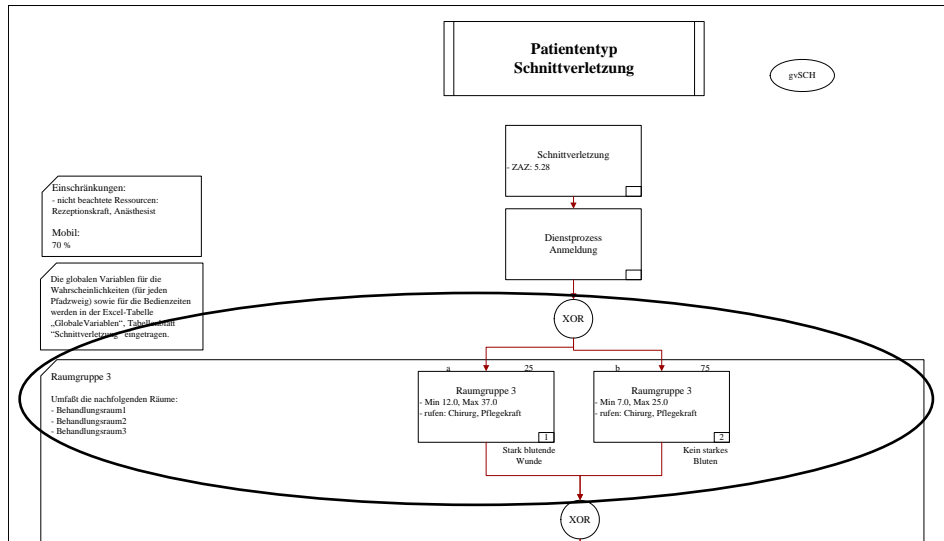 Patiententyp
Schnittverletzung
gvSCH
Schnittverletzung
- ZAZ: 5.28
Einschränkungen:
- nicht beachtete Ressourcen:
Rezeptionskraft, Anästhesist
Mobil:
70 %
Dienstprozess
Anmeldung
Die globalen Variablen für die
Wahrscheinlichkeiten (für jeden
Pfadzweig) sowie für die Bedienzeiten
werden in der Excel-Tabelle
„GlobaleVariablen“, Tabellenblatt
“Schnittverletzung“ eingetragen.
XOR
Raumgruppe 3
Umfaßt die nachfolgenden Räume:
- Behandlungsraum1
- Behandlungsraum2
- Behandlungsraum3
a 25
Raumgruppe 3
- Min 12.0, Max 37.0
- rufen: Chirurg, Pflegekraft
1
Stark blutende
Wunde
b 75
Raumgruppe 3
- Min 7.0, Max 25.0
- rufen: Chirurg, Pflegekraft
2
Kein starkes
Bluten
XOR